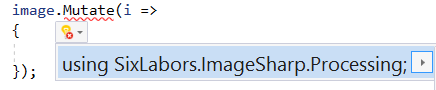 image.Mutate(i =>
{
using SixLabors.ImageSharp.Processing;
});